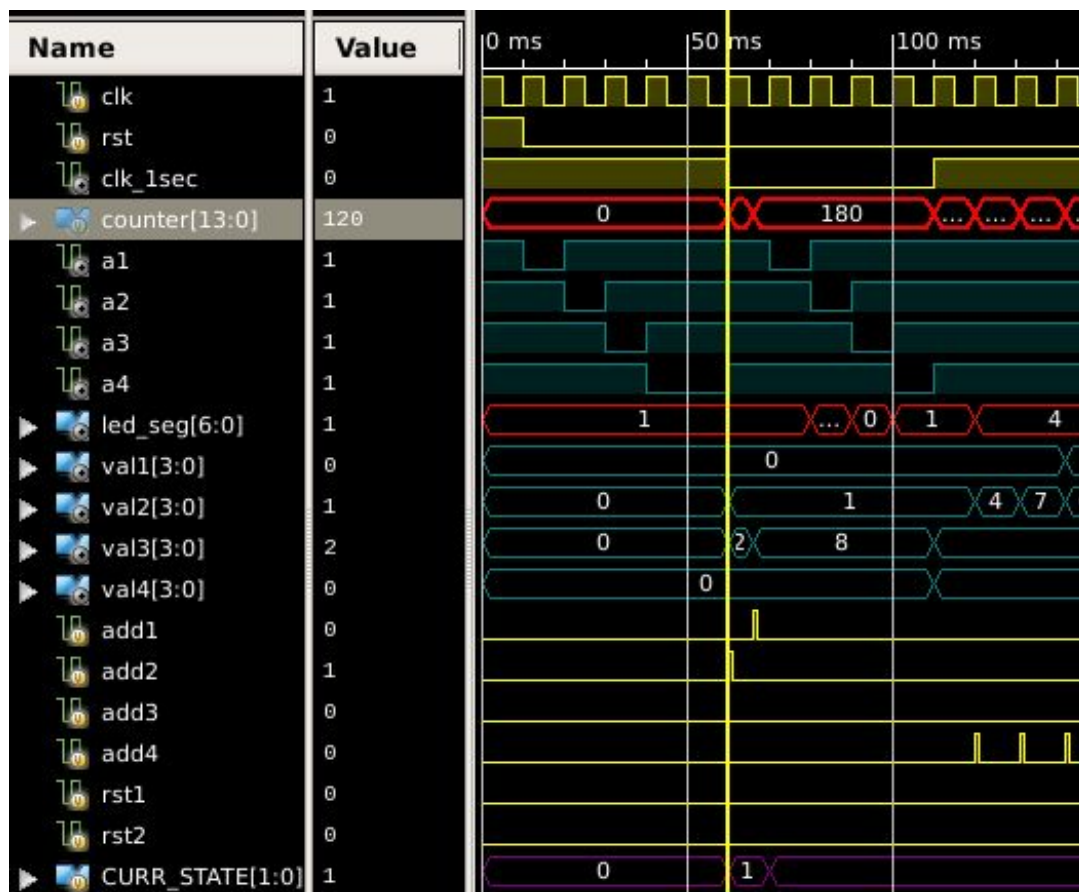 Name Value 0 ms 50 ms 100 ms
clk 1
rst 0
clk_1sec 0
counter[13:0] 120 0 180 ... ... ...
a1 1
a2 1
a3 1
a4 1
led_seg[6:0] 1 1 ... 0 1 4
val1[3:0] 0 0
val2[3:0] 1 0 1 4 7
val3[3:0] 2 0 2 8
val4[3:0] 0 0
add1 0
add2 1
add3 0
add4 0
rst1 0
rst2 0
CURR_STATE[1:0] 1 0 1